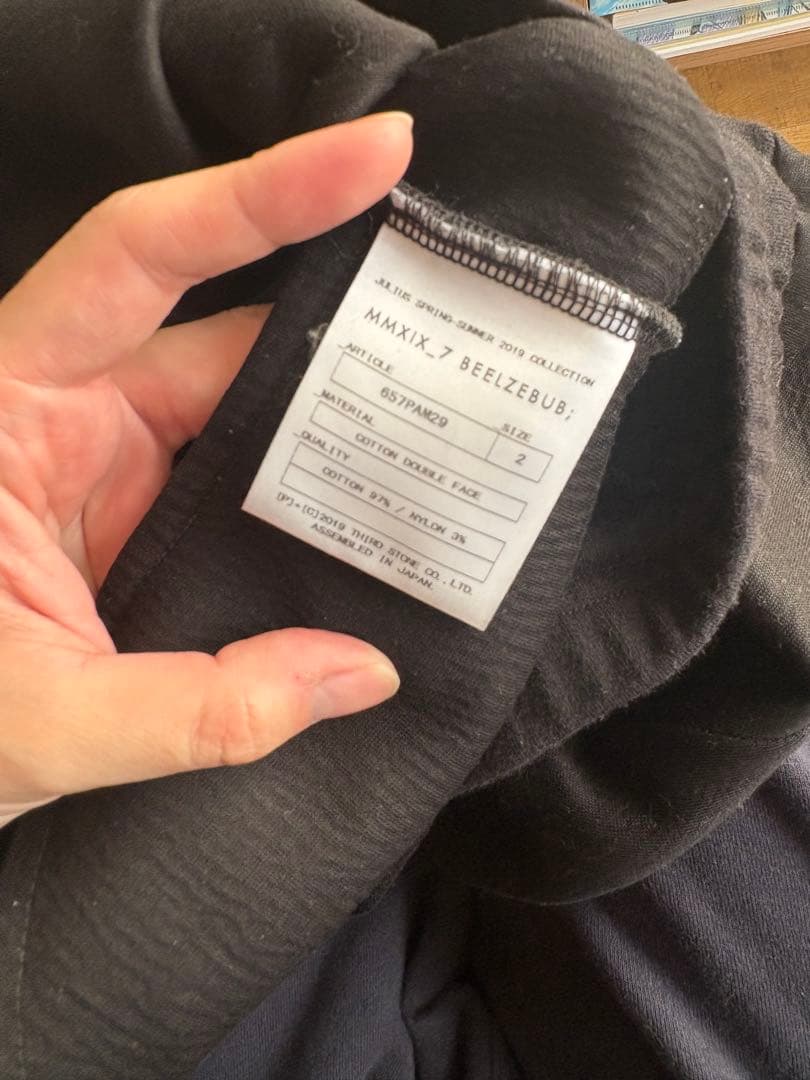 JULIUS SPRING-SUMMER 2019 COLLECTION
MMXIX_7 BEELZEBUB;
_ARTICLE
657PAM29
SIZE
2
_MATERIAL
COTTON DOUBLE FACE
_QUALITY
COTTON 97% / NYLON 3%
(P)+(C)2019 THIRD STONE CO.,LTD.
ASSEMBLED IN JAPAN.